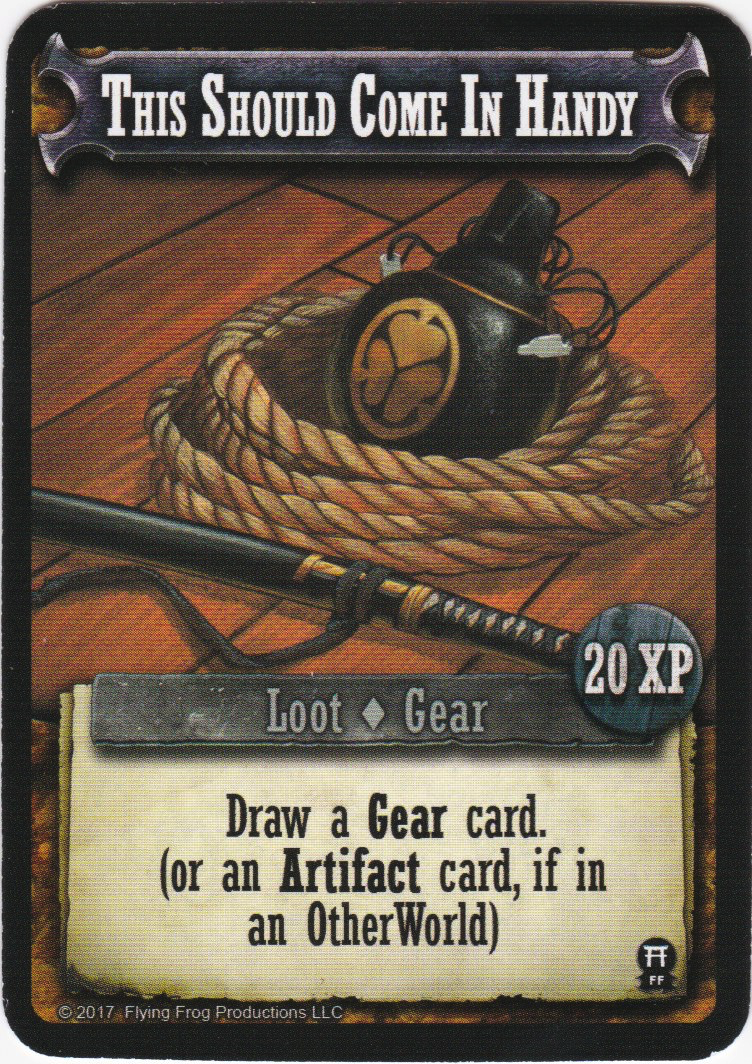 This Should Come In Handy
20 XP
Loot ♦ Gear
Draw a Gear card.
(or an Artifact card, if in
an OtherWorld)
FF
© 2017 Flying Frog Productions LLC